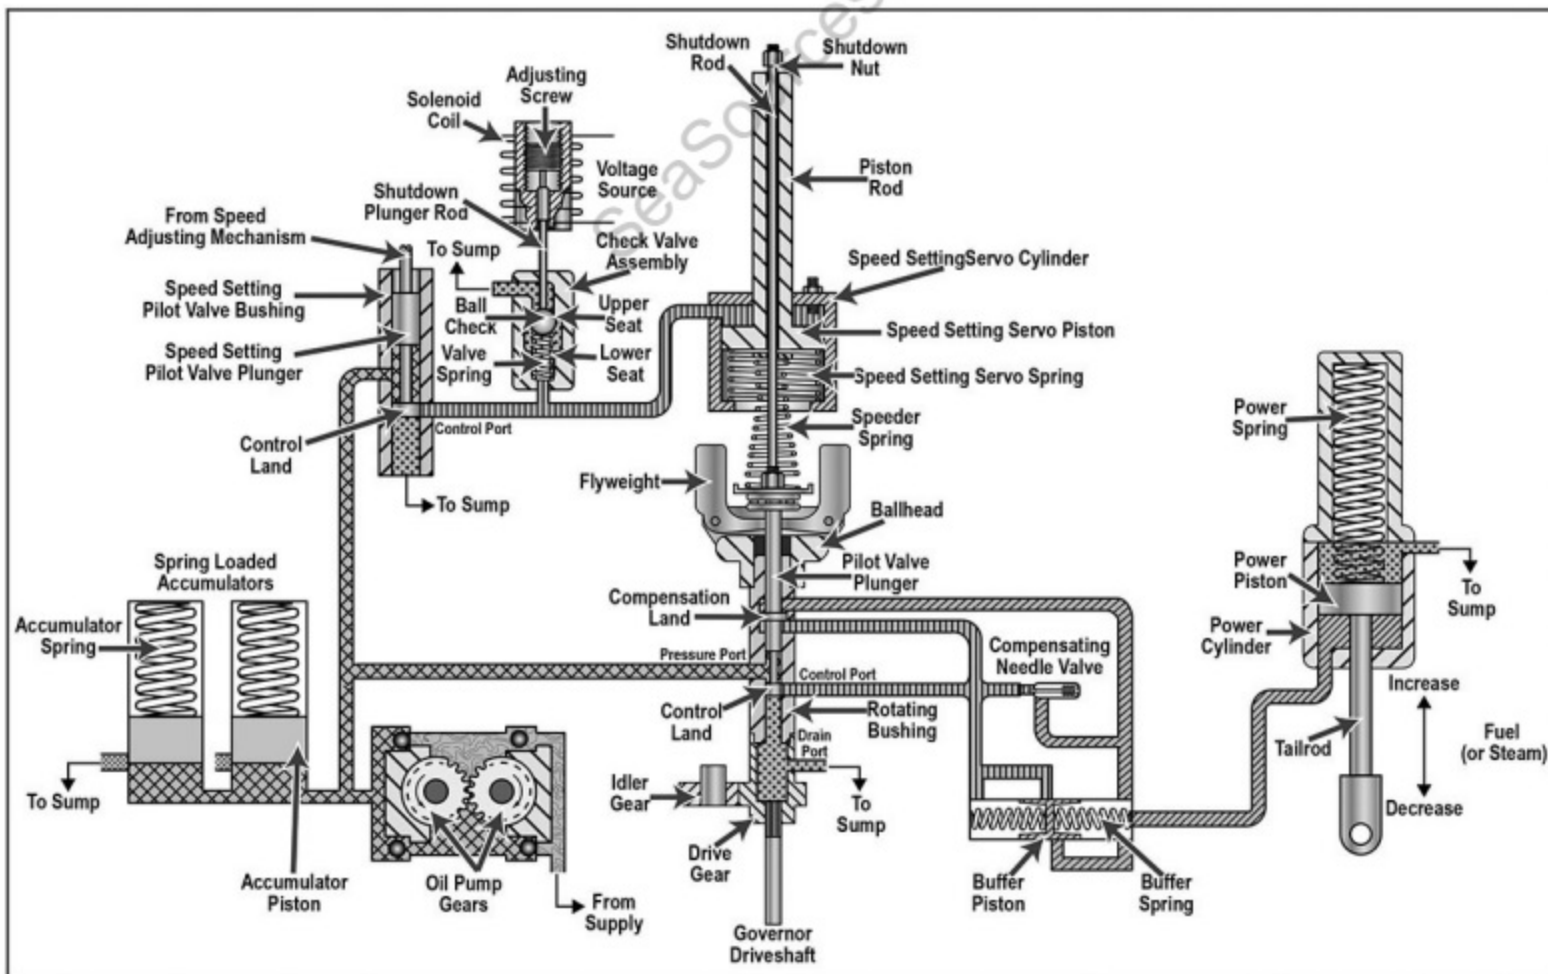 SeaSources
Shutdown
Rod
Shutdown
Nut
Adjusting
Screw
Solenoid
Coil
Voltage
Source
Piston
Rod
Shutdown
Plunger Rod
From Speed
Adjusting Mechanism
To Sump
Check Valve
Assembly
Speed SettingServo Cylinder
Speed Setting
Pilot Valve Bushing
Ball
Check
Upper
Seat
Speed Setting Servo Piston
Speed Setting
Pilot Valve Plunger
Valve
Spring
Lower
Seat
Speed Setting Servo Spring
Power
Spring
Speeder
Spring
Control Port
Control
Land
Flyweight
To Sump
Ballhead
Spring Loaded
Accumulators
Pilot Valve
Plunger
Power
Piston
To
Sump
Compensation
Land
Accumulator
Spring
Power
Cylinder
Compensating
Needle Valve
Pressure Port
Control Port
Increase
Control
Land
Rotating
Bushing
Drain
Port
Tailrod
Fuel
(or Steam)
To Sump
Idler
Gear
To
Sump
Decrease
Drive
Gear
Accumulator
Piston
Oil Pump
Gears
Buffer
Piston
Buffer
Spring
From
Supply
Governor
Driveshaft